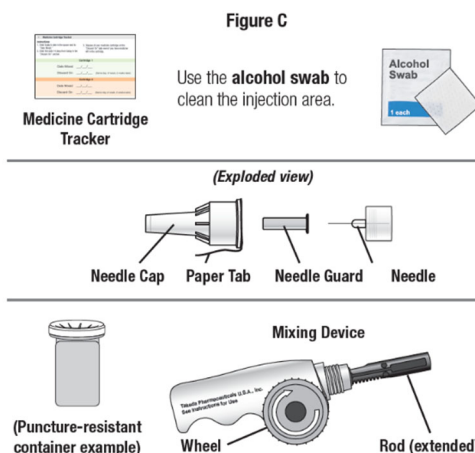 Figure C
Medicine Cartridge
Tracker
Use the alcohol swab to
clean the injection area.
Alcohol
Swab
1 each
(Exploded view)
Needle Cap
Paper Tab
Needle Guard
Needle
(Puncture-resistant
container example)
Mixing Device
Takeda Pharmaceuticals U.S.A., Inc.
See Instructions for Use
Wheel
Rod (extended